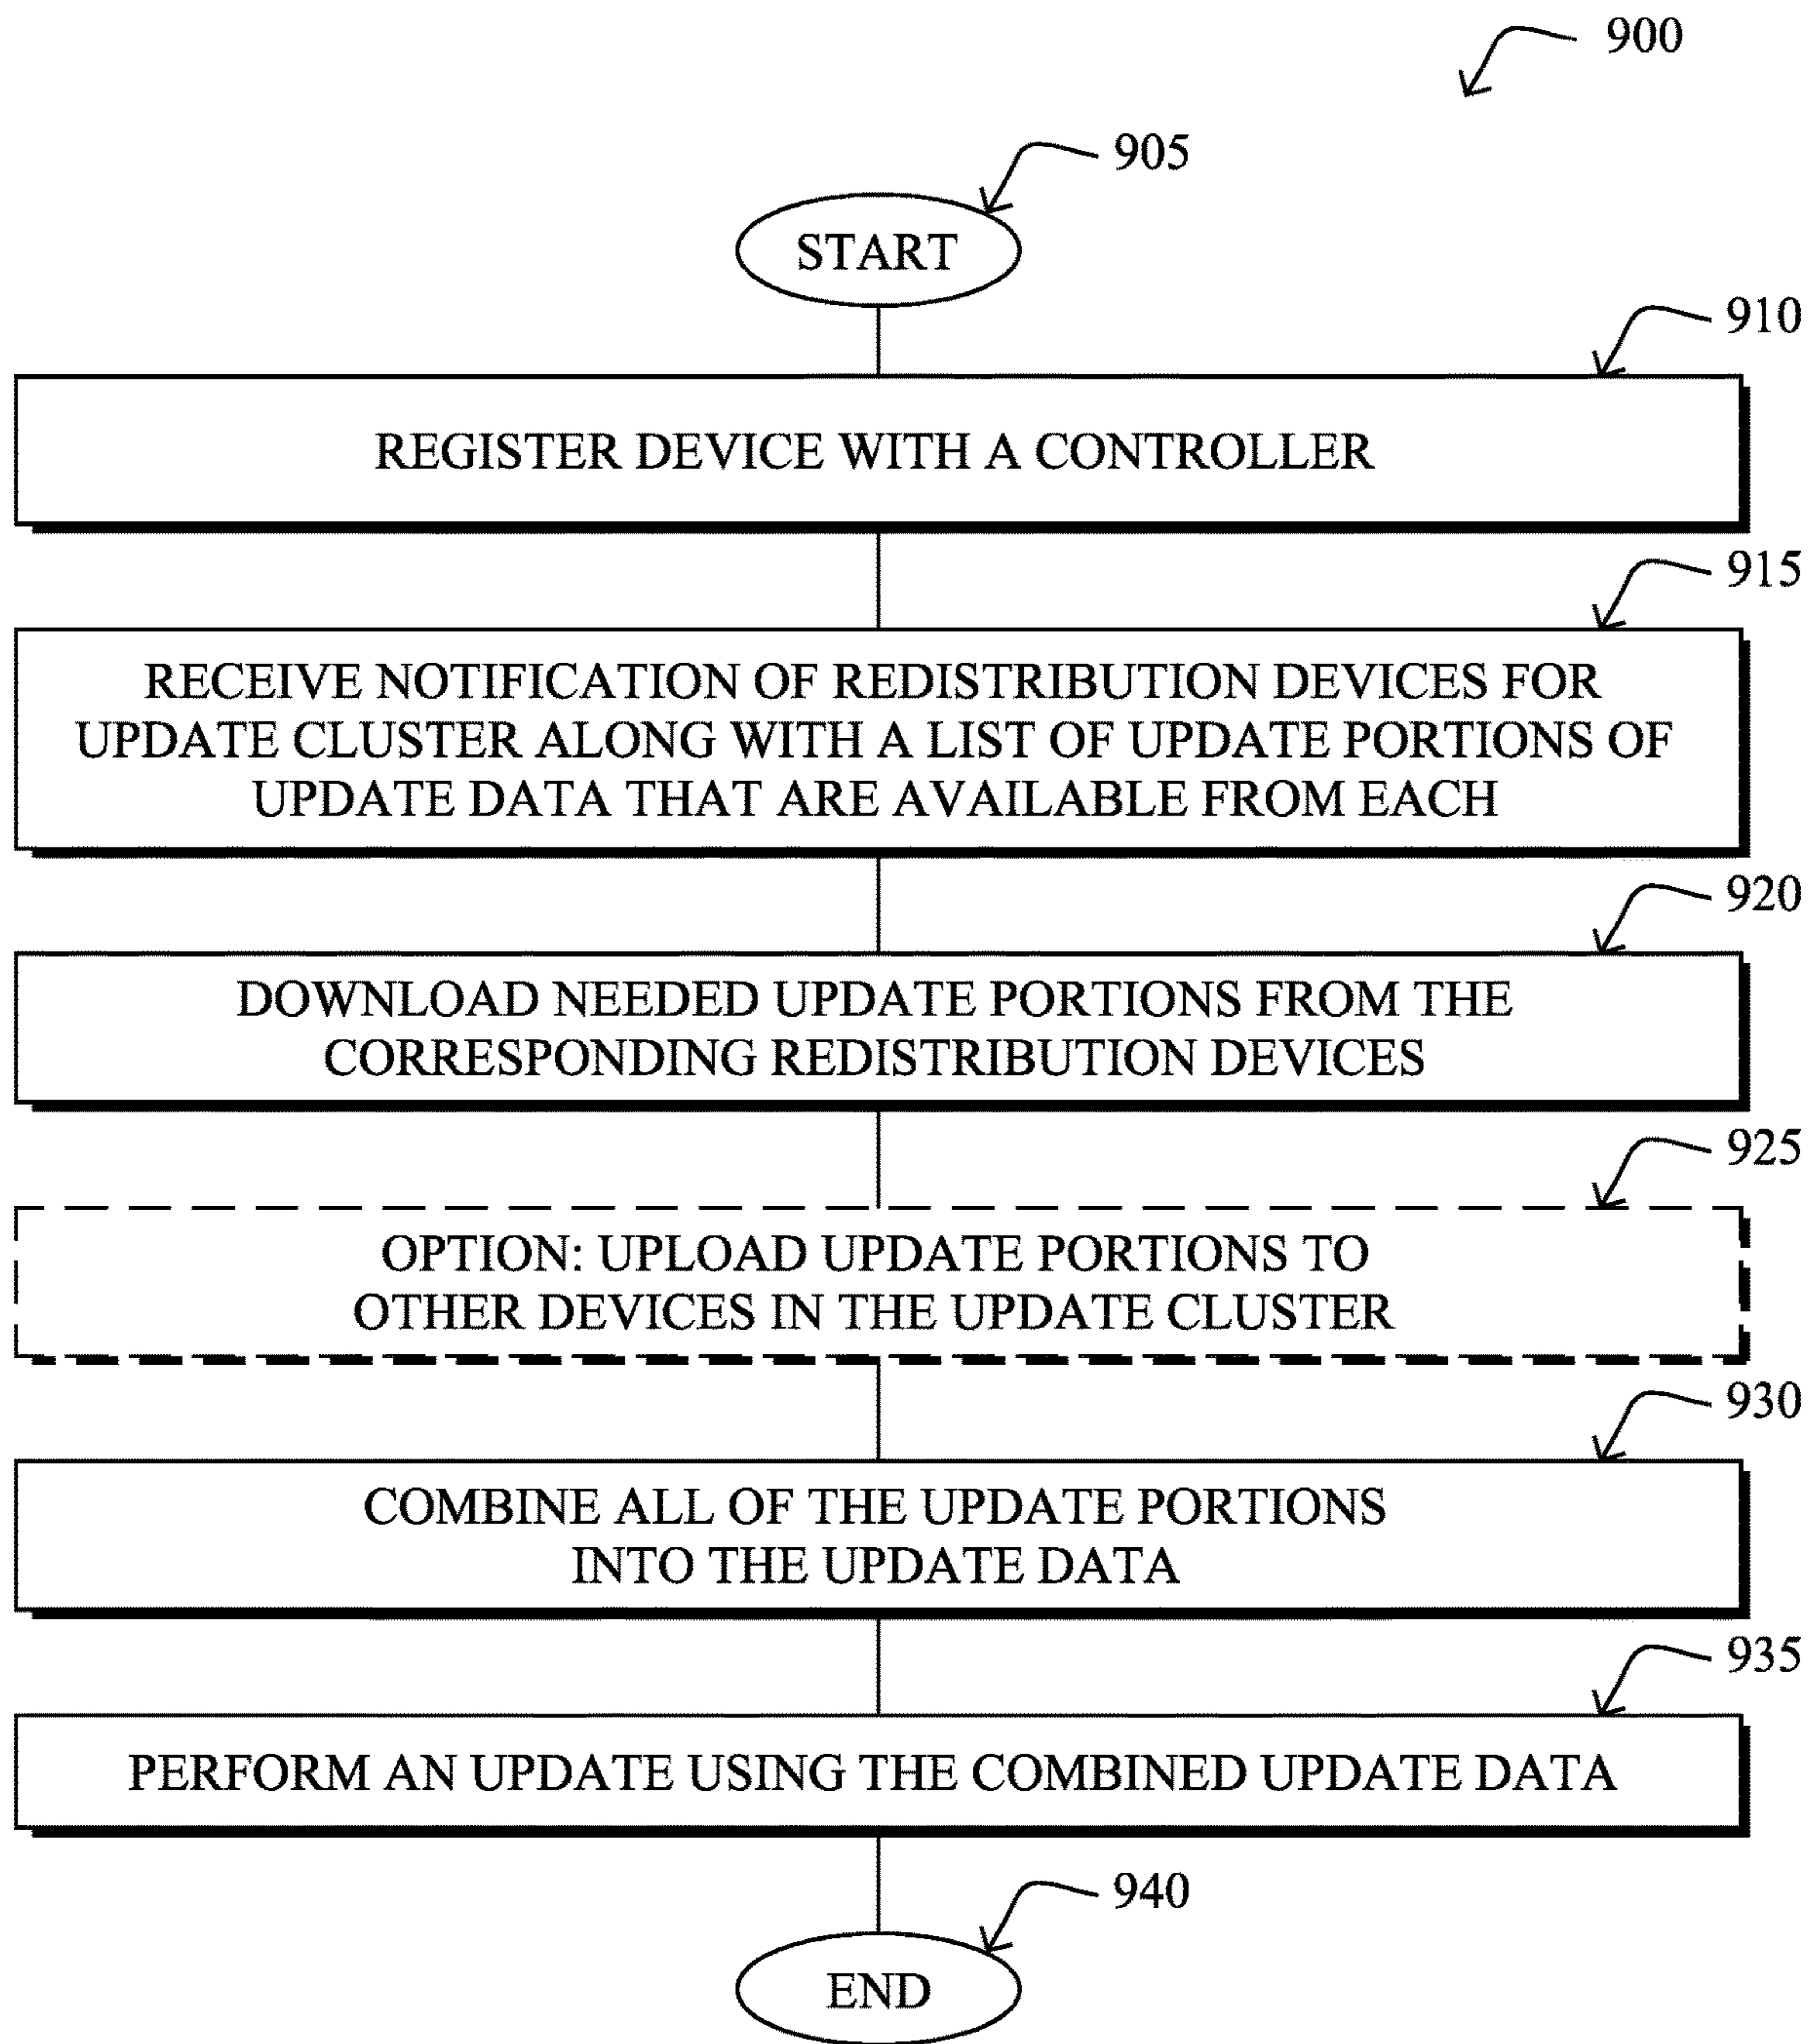 900
905
START
910
REGISTER DEVICE WITH A CONTROLLER
915
RECEIVE NOTIFICATION OF REDISTRIBUTION DEVICES FOR
UPDATE CLUSTER ALONG WITH A LIST OF UPDATE PORTIONS OF
UPDATE DATA THAT ARE AVAILABLE FROM EACH
920
DOWNLOAD NEEDED UPDATE PORTIONS FROM THE
CORRESPONDING REDISTRIBUTION DEVICES
925
OPTION: UPLOAD UPDATE PORTIONS TO
OTHER DEVICES IN THE UPDATE CLUSTER
930
COMBINE ALL OF THE UPDATE PORTIONS
INTO THE UPDATE DATA
935
PERFORM AN UPDATE USING THE COMBINED UPDATE DATA
940
END